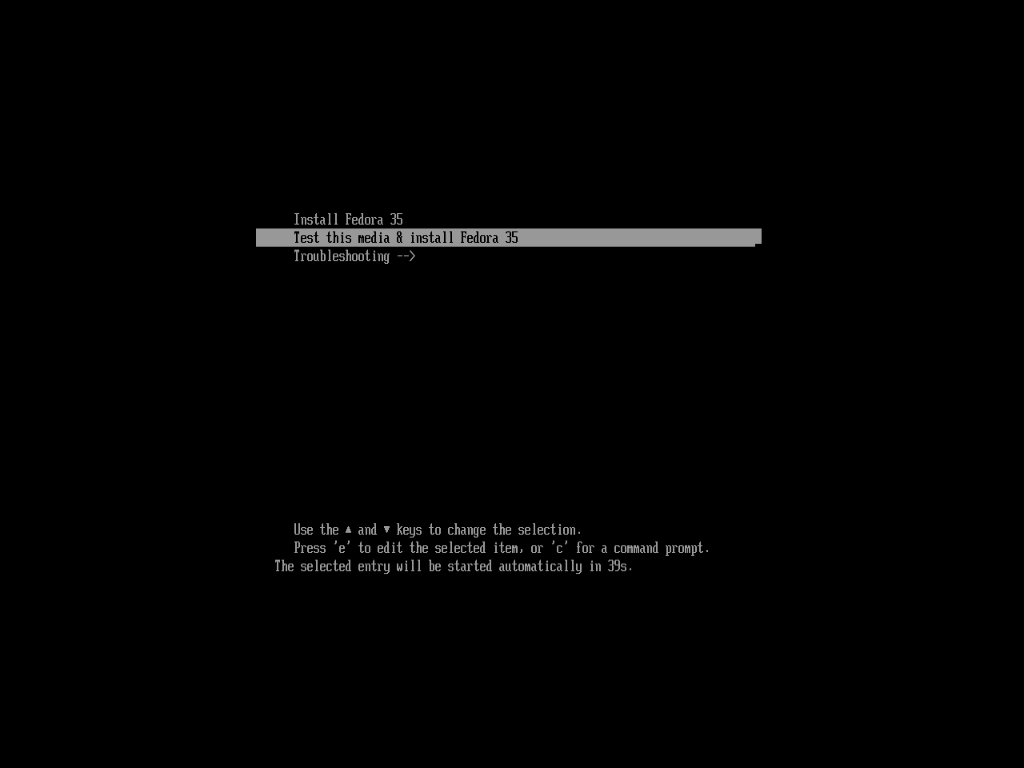 Install Fedora 35
Test this media & install Fedora 35
Troubleshooting -->
Use the ▲ and ▼ keys to change the selection.
Press 'e' to edit the selected item, or 'c' for a command prompt.
The selected entry will be started automatically in 39s.